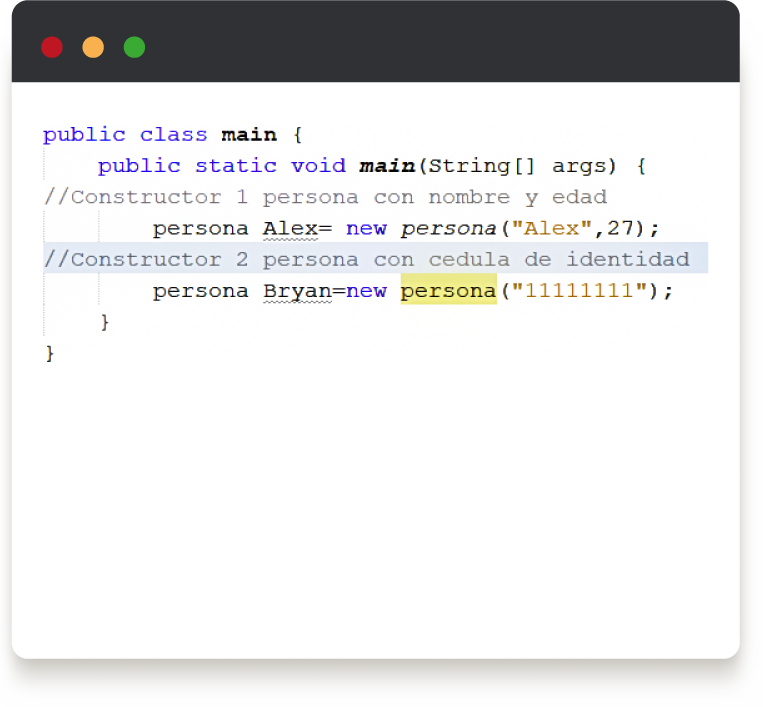 public class main {
public static void main(String[] args) {
//Constructor 1 persona con nombre y edad
persona Alex= new persona("Alex",27);
//Constructor 2 persona con cedula de identidad
persona Bryan=new persona("11111111");
}
}